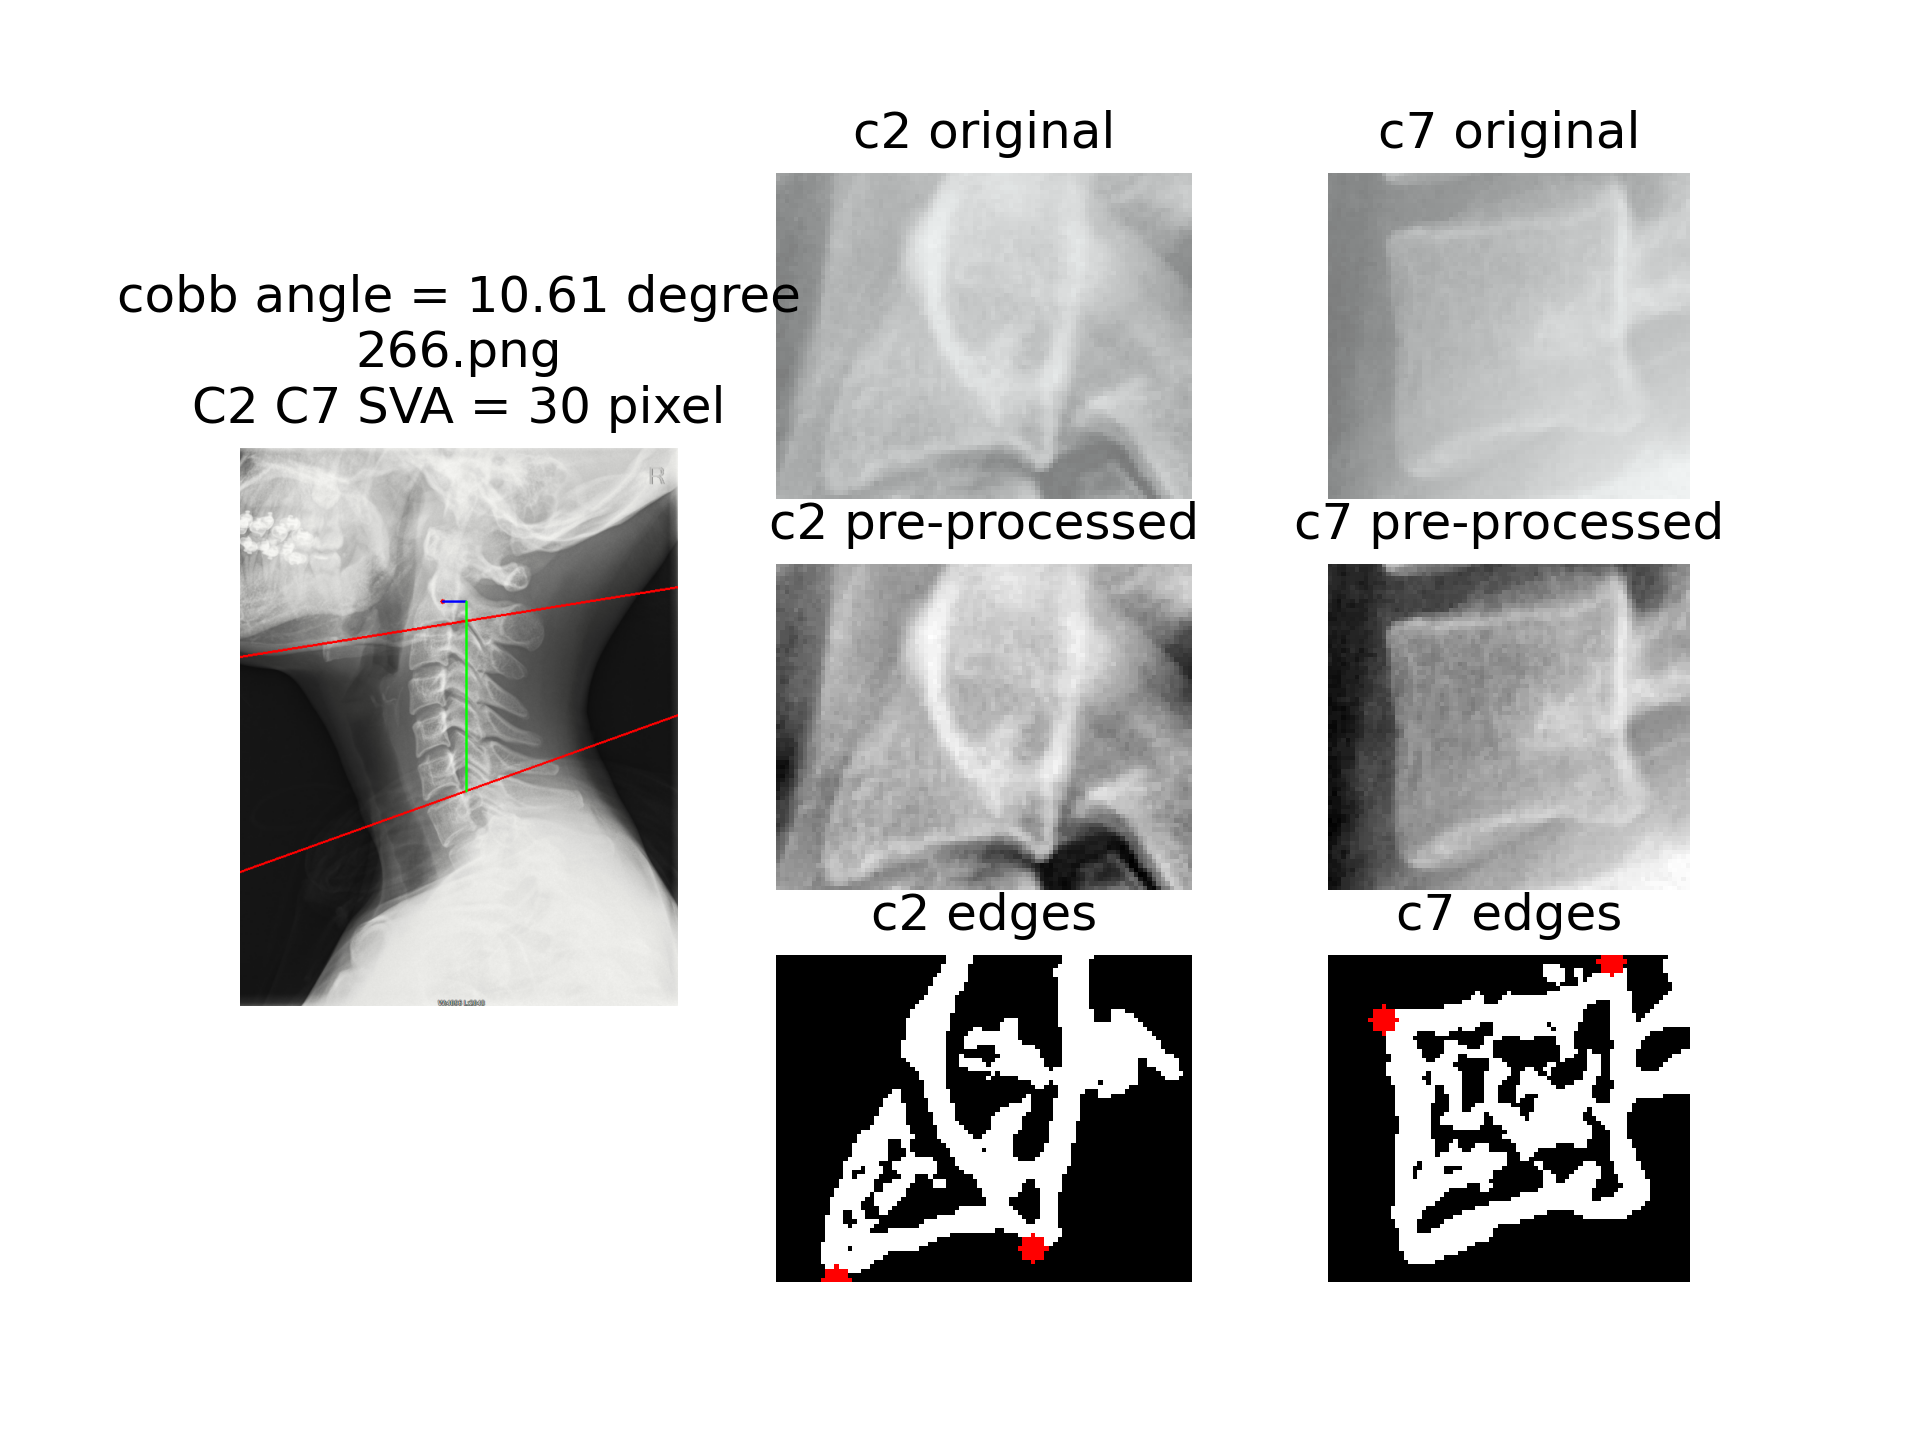 cobb angle = 10.61 degree
266.png
C2 C7 SVA = 30 pixel
R
c2 original
c7 original
c2 pre-processed
c7 pre-processed
c2 edges
c7 edges